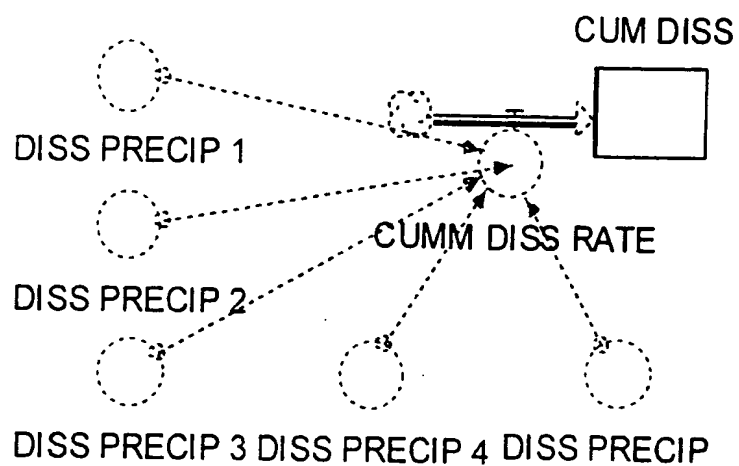 CUM DISS
DISS PRECIP 1
CUMM DISS RATE
DISS PRECIP 2
DISS PRECIP 3 DISS PRECIP 4 DISS PRECIP